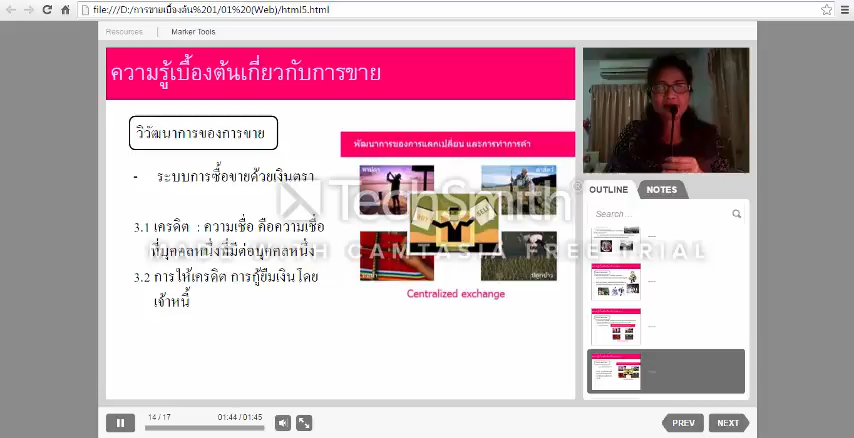 file:///D:/การขายเบื้องต้น%201/01%20(Web)/html5.html
Resources
Marker Tools
ความรู้เบื้องต้นเกี่ยวกับการขาย
วิวัฒนาการของการขาย
- ระบบการซื้อขายด้วยเงินตรา
3.1 เครดิต : ความเชื่อ คือความเชื่อ
ที่บุคคลหนึ่งที่มีต่อบุคคลหนึ่ง
3.2 การให้เครดิต การกู้ยืมเงินโดย
เจ้าหนี้
พัฒนาการของการแลกเปลี่ยน และการทำการค้า
BUY
SELL
Centralized exchange
TechSmith
WITH CAMTASIA FREE TRIAL
OUTLINE
NOTES
Search...
14 / 17
01:44 / 01:45
PREV
NEXT